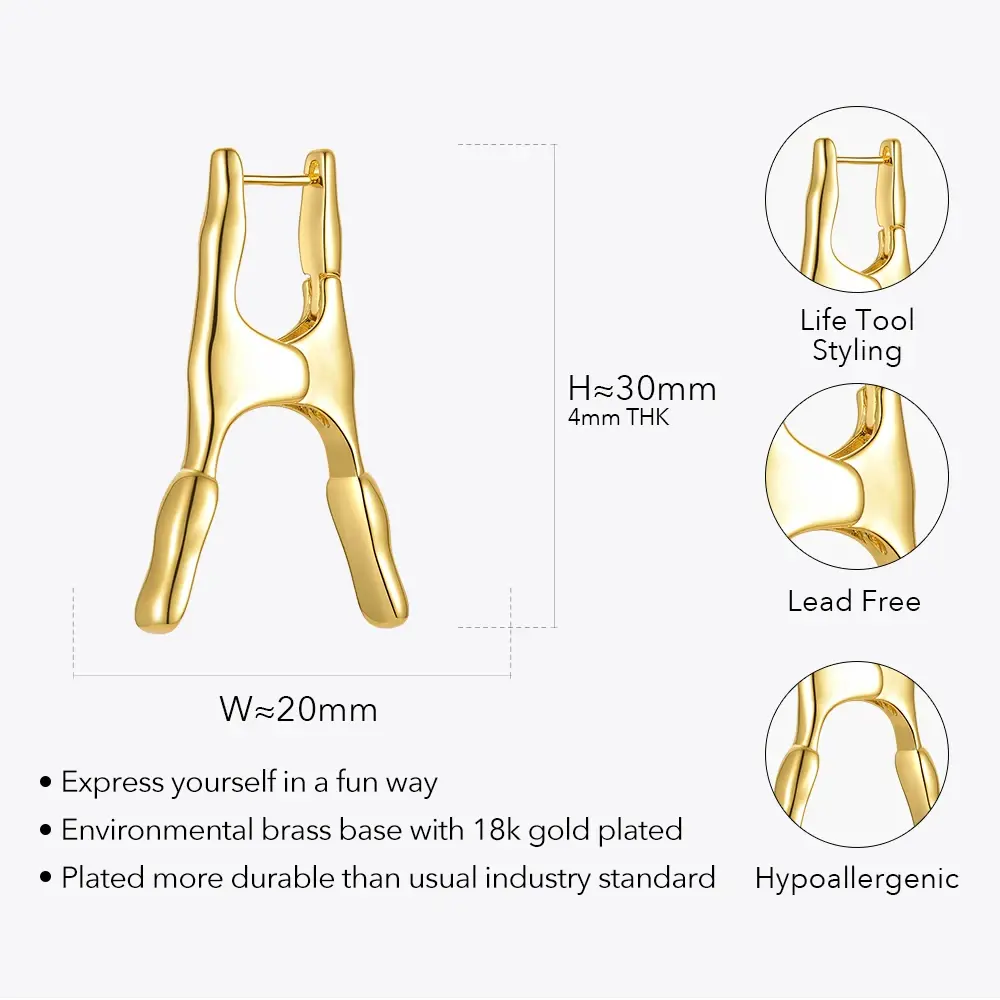 H≈30mm
4mm THK
W≈20mm
Life Tool
Styling
Lead Free
Hypoallergenic
• Express yourself in a fun way
• Environmental brass base with 18k gold plated
• Plated more durable than usual industry standard